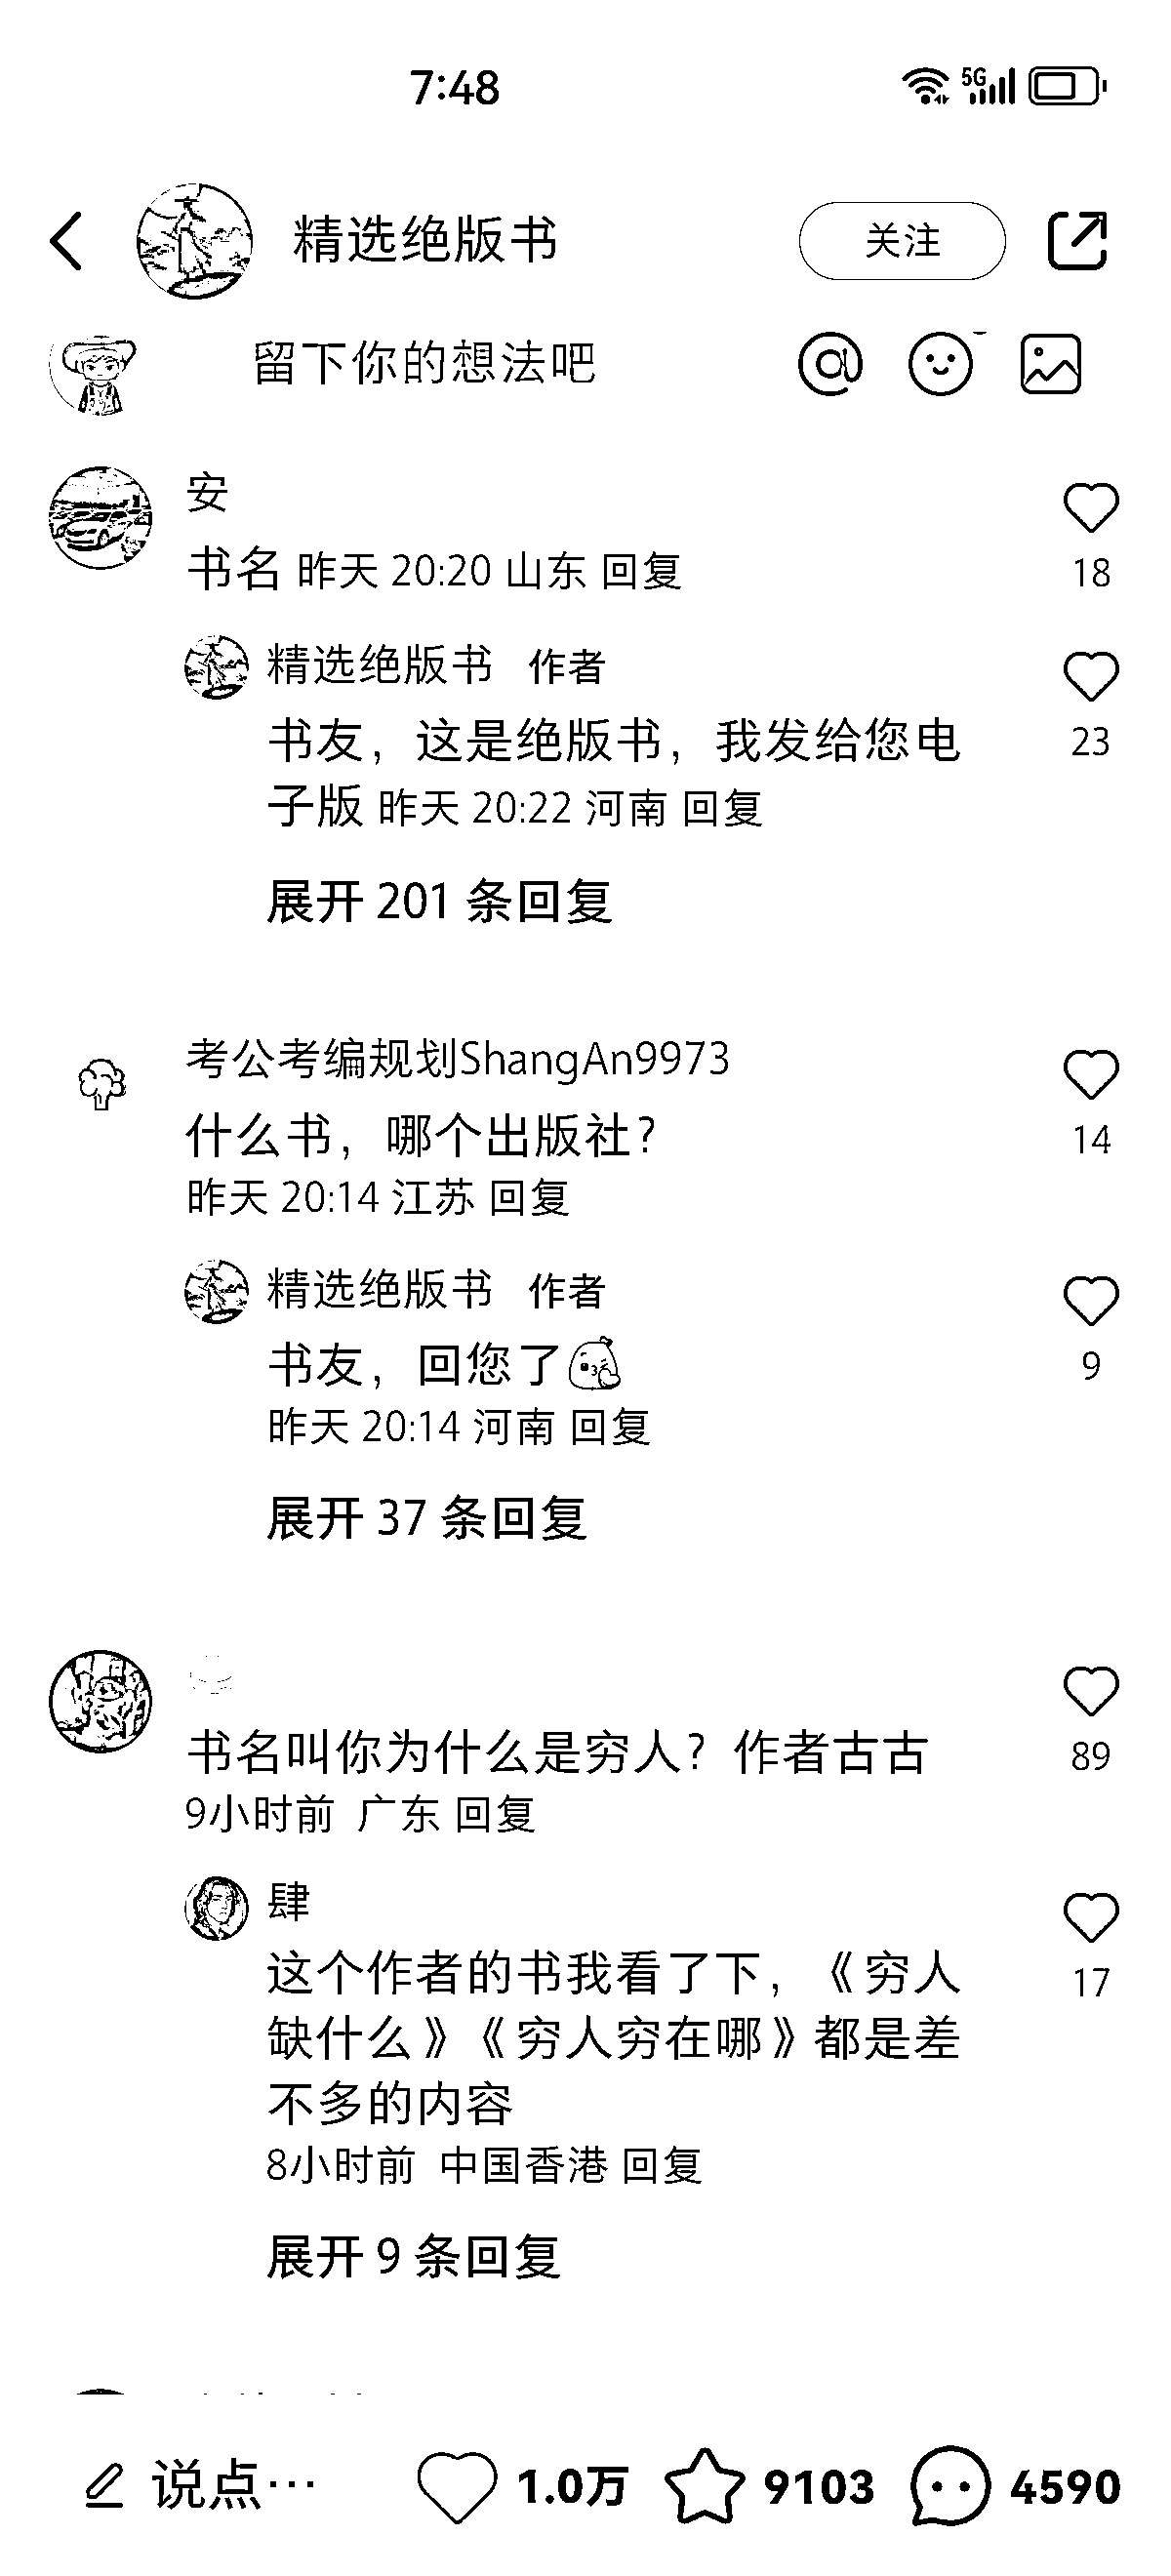 7:48
5G
精选绝版书
关注
留下你的想法吧
安
书名 昨天 20:20 山东 回复
18
精选绝版书 作者
书友，这是绝版书，我发给您电
23
子版 昨天 20:22 河南 回复
展开 201 条回复
考公考编规划ShangAn9973
什么书，哪个出版社？
14
昨天 20:14 江苏 回复
精选绝版书 作者
书友，回您了
9
昨天 20:14 河南 回复
展开 37 条回复
书名叫你为什么是穷人？作者古古
89
9小时前 广东 回复
肆
这个作者的书我看了下，《穷人
17
缺什么》《穷人穷在哪》都是差
不多的内容
8小时前 中国香港 回复
展开 9 条回复
说点…
1.0万
9103
4590